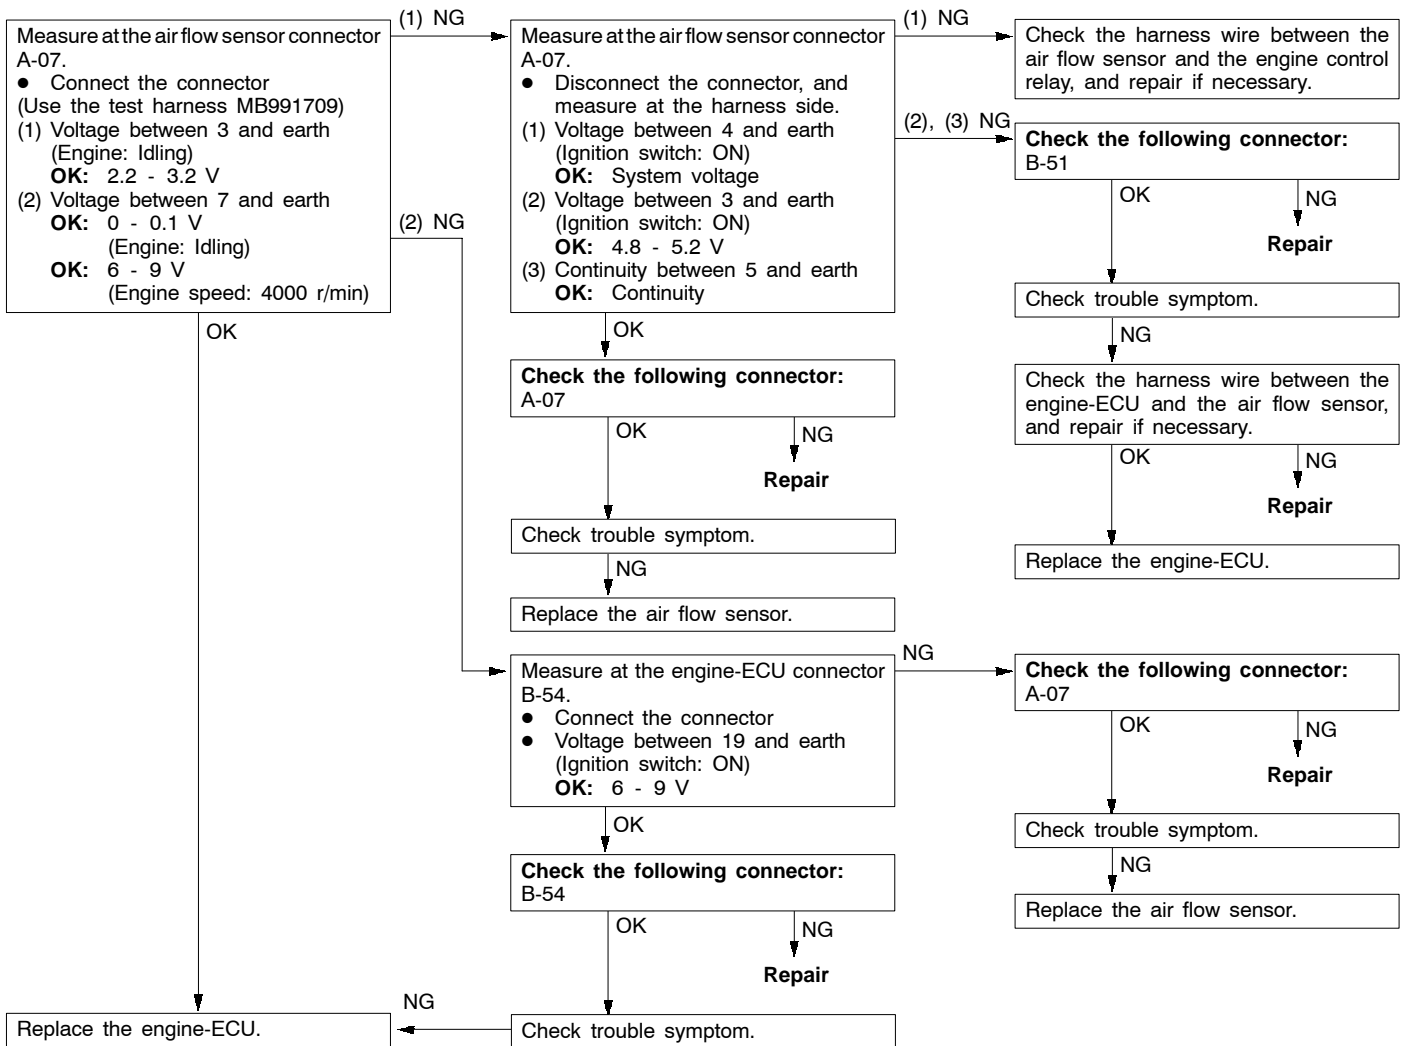 Measure at the air flow sensor connector
A-07.
● Connect the connector
(Use the test harness MB991709)
(1) Voltage between 3 and earth
(Engine: Idling)
OK: 2.2 - 3.2 V
(2) Voltage between 7 and earth
OK: 0 - 0.1 V
(Engine: Idling)
OK: 6 - 9 V
(Engine speed: 4000 r/min)
(1) NG
(2) NG
OK
Measure at the air flow sensor connector
A-07.
● Disconnect the connector, and
measure at the harness side.
(1) Voltage between 4 and earth
(Ignition switch: ON)
OK: System voltage
(2) Voltage between 3 and earth
(Ignition switch: ON)
OK: 4.8 - 5.2 V
(3) Continuity between 5 and earth
OK: Continuity
(1) NG
(2), (3) NG
OK
Check the harness wire between the
air flow sensor and the engine control
relay, and repair if necessary.
Check the following connector:
B-51
OK
NG
Repair
Check trouble symptom.
NG
Check the harness wire between the
engine-ECU and the air flow sensor,
and repair if necessary.
OK
NG
Repair
Replace the engine-ECU.
Check the following connector:
A-07
OK
NG
Repair
Check trouble symptom.
NG
Replace the air flow sensor.
Measure at the engine-ECU connector
B-54.
● Connect the connector
● Voltage between 19 and earth
(Ignition switch: ON)
OK: 6 - 9 V
NG
OK
Check the following connector:
A-07
OK
NG
Repair
Check trouble symptom.
NG
Replace the air flow sensor.
Check the following connector:
B-54
OK
NG
Repair
Check trouble symptom.
NG
Replace the engine-ECU.